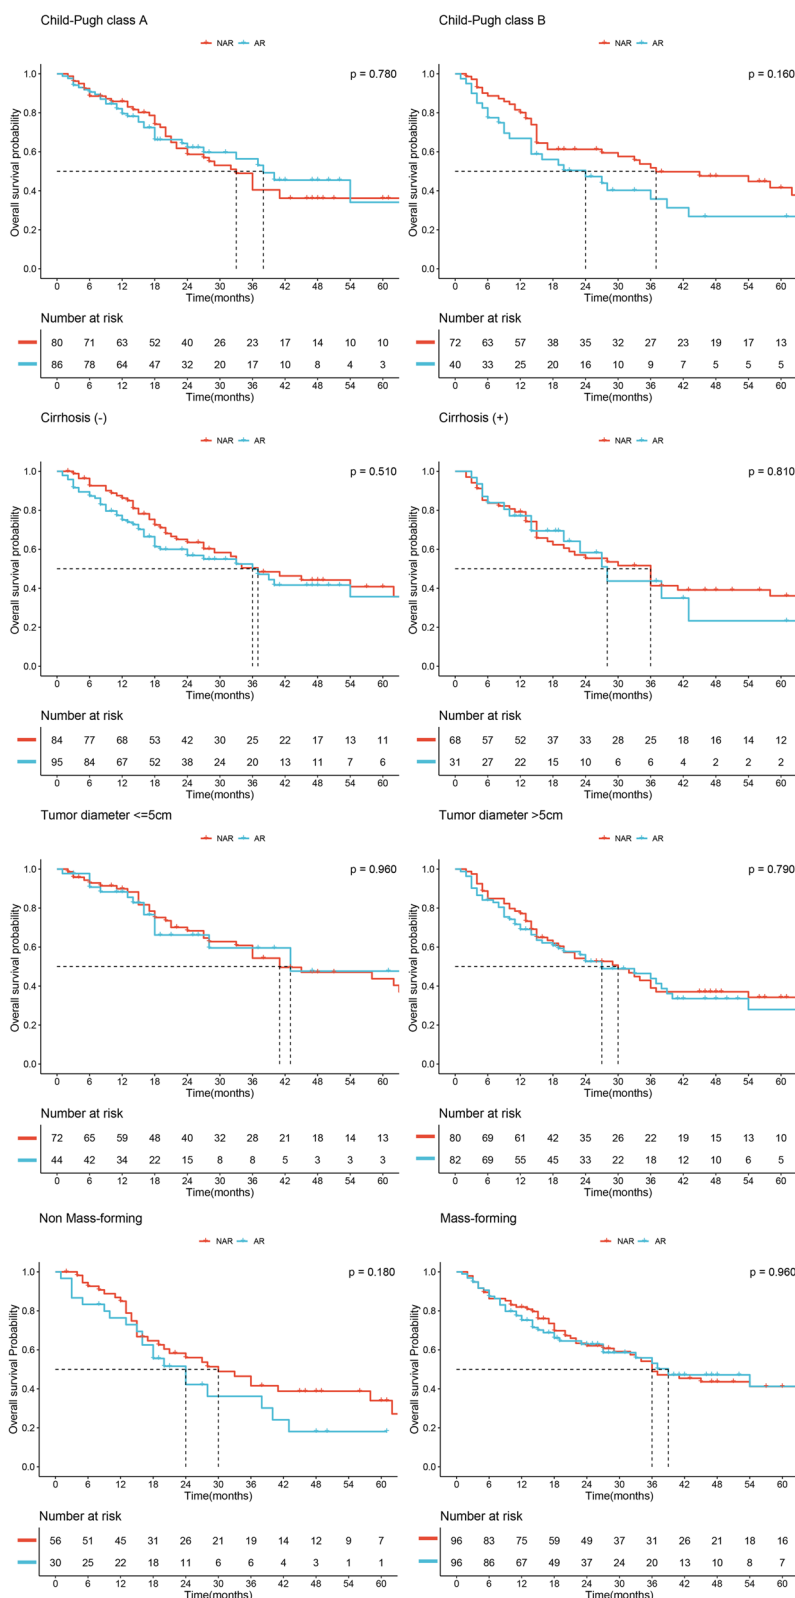 Child-Pugh class A
NAR AR
p = 0.780
Overall survival probability
1.0
0.8
0.6
0.4
0.2
0.0
0 6 12 18 24 30 36 42 48 54 60
Time(months)
Number at risk
80 71 63 52 40 26 23 17 14 10 10
86 78 64 47 32 20 17 10 8 4 3
0 6 12 18 24 30 36 42 48 54 60
Time(months)
Child-Pugh class B
NAR AR
p = 0.160
Overall survival probability
1.0
0.8
0.6
0.4
0.2
0.0
0 6 12 18 24 30 36 42 48 54 60
Time(months)
Number at risk
72 63 57 38 35 32 27 23 19 17 13
40 33 25 20 16 10 9 7 5 5 5
0 6 12 18 24 30 36 42 48 54 60
Time(months)
Cirrhosis (-)
NAR AR
p = 0.510
Overall survival probability
1.0
0.8
0.6
0.4
0.2
0.0
0 6 12 18 24 30 36 42 48 54 60
Time(months)
Number at risk
84 77 68 53 42 30 25 22 17 13 11
95 84 67 52 38 24 20 13 11 7 6
0 6 12 18 24 30 36 42 48 54 60
Time(months)
Cirrhosis (+)
NAR AR
p = 0.810
Overall survival probability
1.0
0.8
0.6
0.4
0.2
0.0
0 6 12 18 24 30 36 42 48 54 60
Time(months)
Number at risk
68 57 52 37 33 28 25 18 16 14 12
31 27 22 15 10 6 6 4 2 2 2
0 6 12 18 24 30 36 42 48 54 60
Time(months)
Tumor diameter <=5cm
NAR AR
p = 0.960
Overall survival probability
1.0
0.8
0.6
0.4
0.2
0.0
0 6 12 18 24 30 36 42 48 54 60
Time(months)
Number at risk
72 65 59 48 40 32 28 21 18 14 13
44 42 34 22 15 8 8 5 3 3 3
0 6 12 18 24 30 36 42 48 54 60
Time(months)
Tumor diameter >5cm
NAR AR
p = 0.790
Overall survival probability
1.0
0.8
0.6
0.4
0.2
0.0
0 6 12 18 24 30 36 42 48 54 60
Time(months)
Number at risk
80 69 61 42 35 26 22 19 15 13 10
82 69 55 45 33 22 18 12 10 6 5
0 6 12 18 24 30 36 42 48 54 60
Time(months)
Non Mass-forming
NAR AR
p = 0.180
Overall survival Probability
1.0
0.8
0.6
0.4
0.2
0.0
0 6 12 18 24 30 36 42 48 54 60
Time(months)
Number at risk
56 51 45 31 26 21 19 14 12 9 7
30 25 22 18 11 6 6 4 3 1 1
0 6 12 18 24 30 36 42 48 54 60
Time(months)
Mass-forming
NAR AR
p = 0.960
Overall survival Probability
1.0
0.8
0.6
0.4
0.2
0.0
0 6 12 18 24 30 36 42 48 54 60
Time(months)
Number at risk
96 83 75 59 49 37 31 26 21 18 16
96 86 67 49 37 24 20 13 10 8 7
0 6 12 18 24 30 36 42 48 54 60
Time(months)